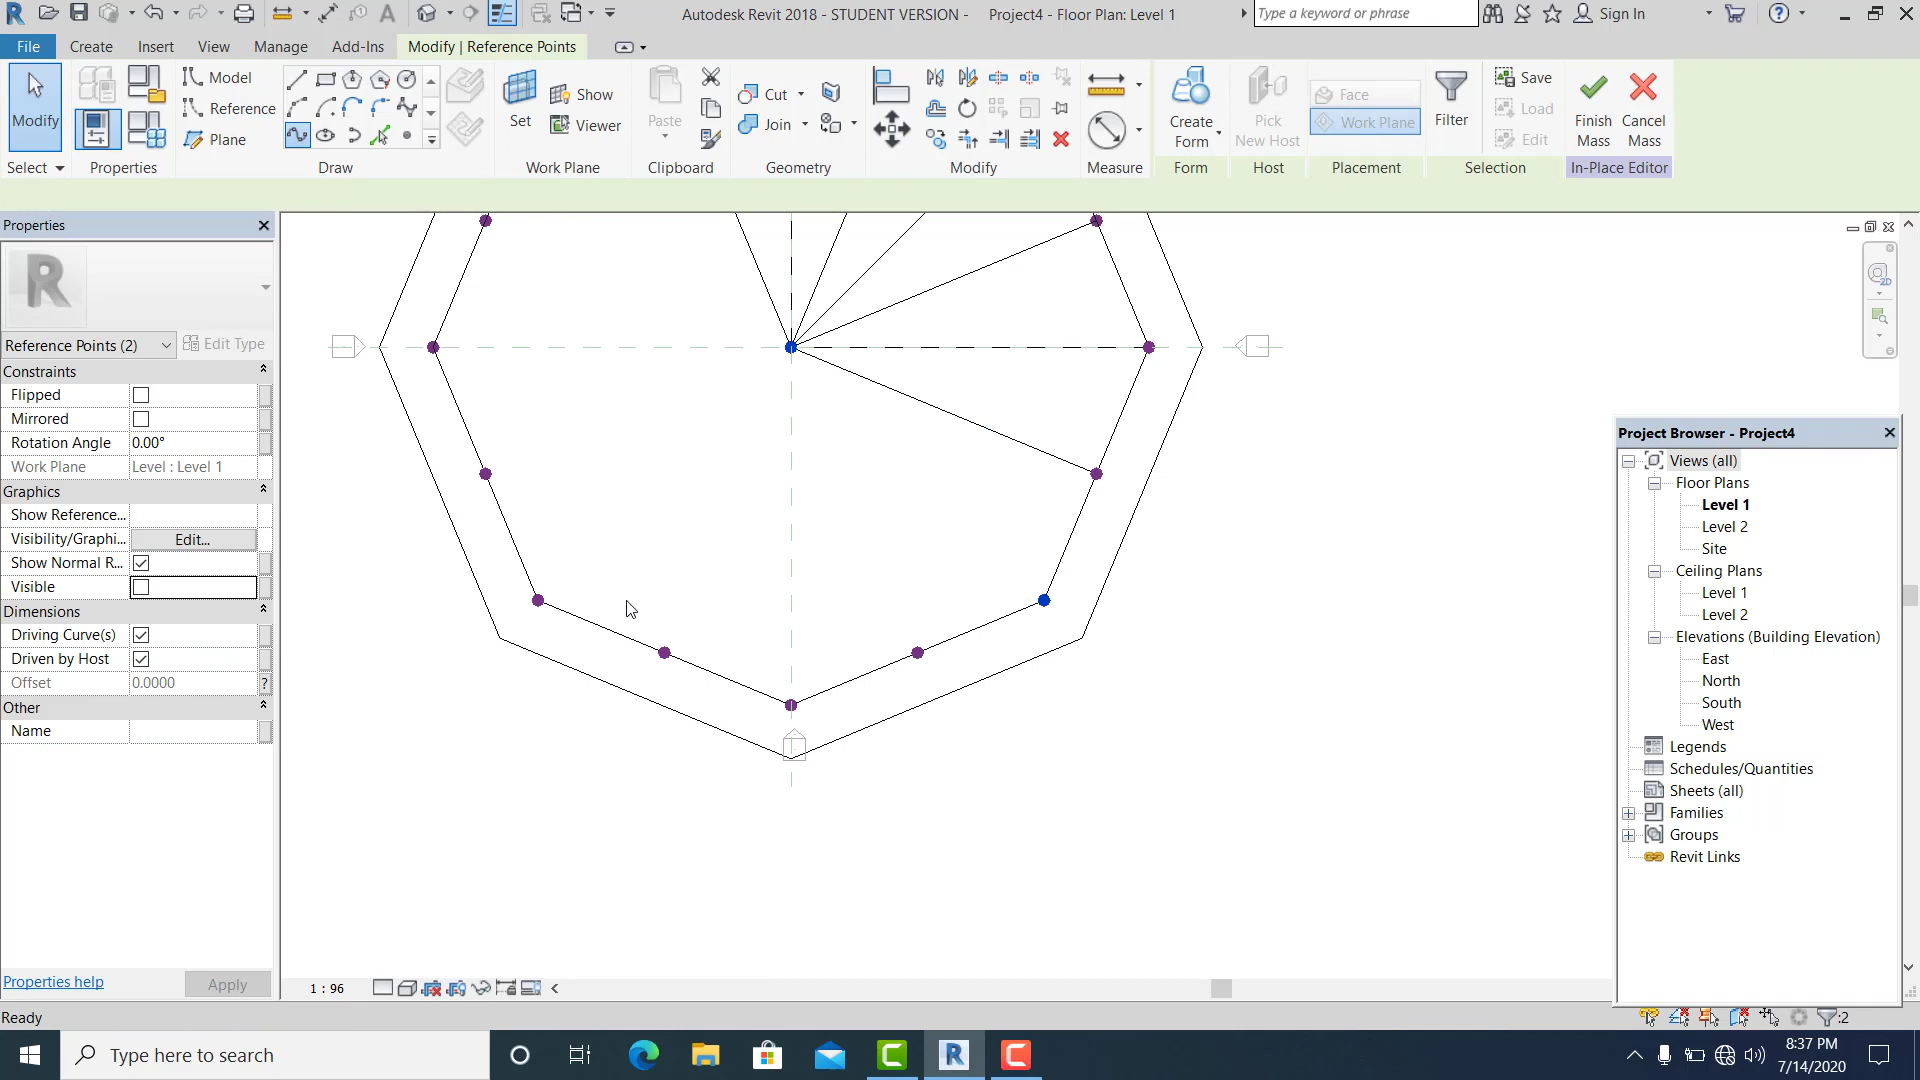 Autodesk Revit 2018 - STUDENT VERSION - Project4 - Floor Plan: Level 1
Type a keyword or phrase
Sign In
File Create Insert View Manage Add-Ins Modify | Reference Points
Modify
Model
Reference
Plane
Set
Show
Viewer
Paste
Cut
Join
Create Form
Pick New Host
Face
Work Plane
Filter
Save
Load
Edit
Finish Mass
Cancel Mass
Select Properties Draw Work Plane Clipboard Geometry Modify Measure Form Host Placement Selection In-Place Editor
Properties
R
Reference Points (2) Edit Type
Constraints
Flipped
Mirrored
Rotation Angle 0.00°
Work Plane Level : Level 1
Graphics
Show Reference...
Visibility/Graphi... Edit...
Show Normal R...
Visible
Dimensions
Driving Curve(s)
Driven by Host
Offset 0.0000 ?
Other
Name
Properties help Apply
2D
Project Browser - Project4
Views (all)
Floor Plans
Level 1
Level 2
Site
Ceiling Plans
Level 1
Level 2
Elevations (Building Elevation)
East
North
South
West
Legends
Schedules/Quantities
Sheets (all)
Families
Groups
Revit Links
1 : 96
Ready
:2
Type here to search
8:37 PM
7/14/2020